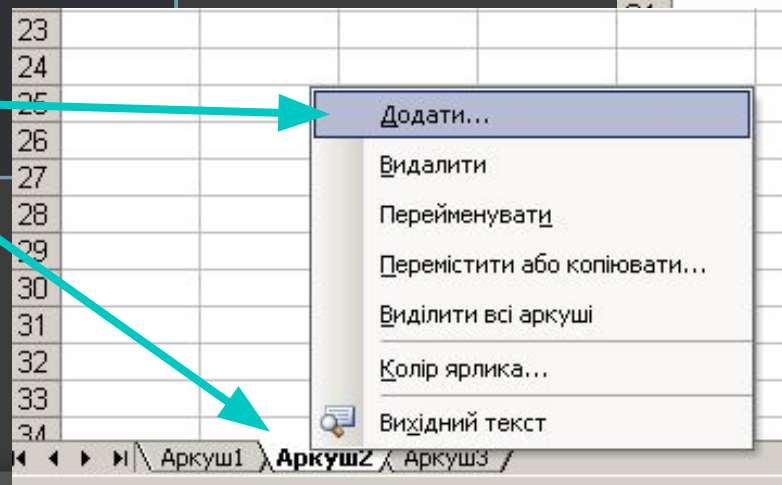 23
24
25
26
27
28
29
30
31
32
33
34
Додати...
Видалити
Перейменувати
Перемістити або копіювати...
Виділити всі аркуші
Колір ярлика...
Вихідний текст
Аркуш1 Аркуш2 Аркуш3